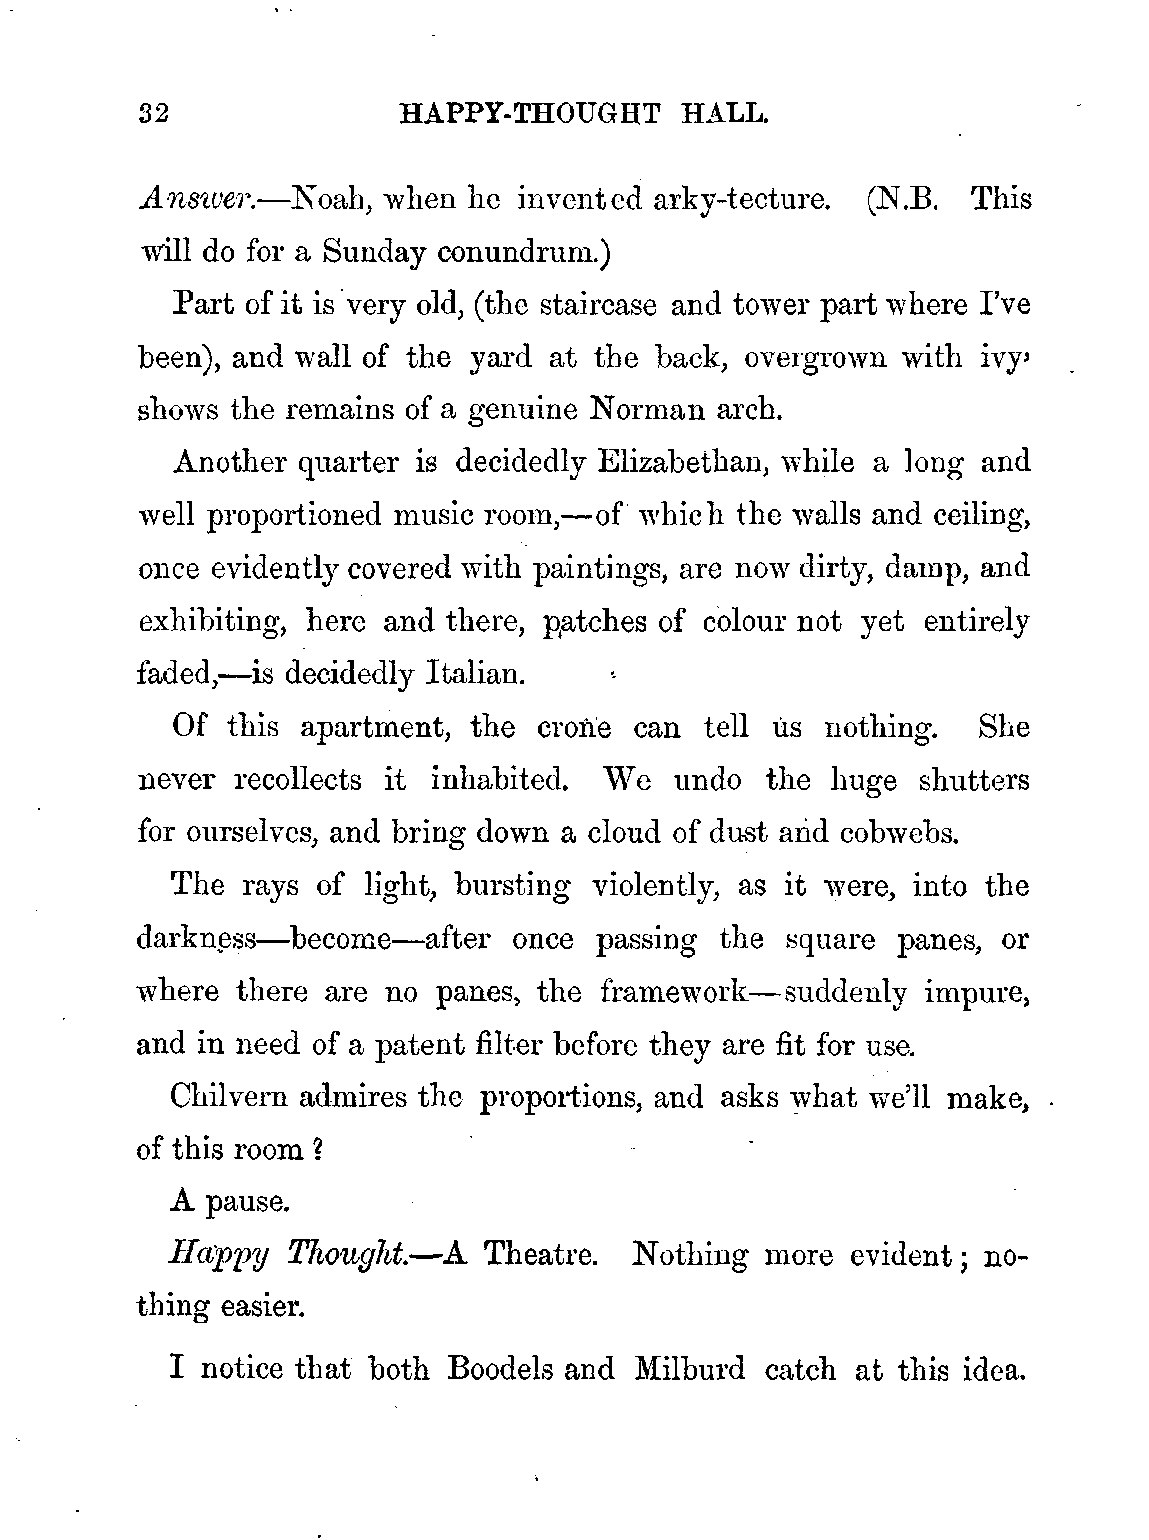 32 HAPPY-THOUGHT HALL.
Answer.—Noah, when he invented arky-tecture. (N.B. This
will do for a Sunday conundrum.)
Part of it is very old, (the staircase and tower part where I've
been), and wall of the yard at the back, overgrown with ivy,
shows the remains of a genuine Norman arch.
Another quarter is decidedly Elizabethan, while a long and
well proportioned music room,—of which the walls and ceiling,
once evidently covered with paintings, are now dirty, damp, and
exhibiting, here and there, patches of colour not yet entirely
faded,—is decidedly Italian.
Of this apartment, the crone can tell us nothing. She
never recollects it inhabited. We undo the huge shutters
for ourselves, and bring down a cloud of dust and cobwebs.
The rays of light, bursting violently, as it were, into the
darkness—become—after once passing the square panes, or
where there are no panes, the framework—suddenly impure,
and in need of a patent filter before they are fit for use.
Chilvern admires the proportions, and asks what we'll make,
of this room?
A pause.
Happy Thought.—A Theatre. Nothing more evident; no-
thing easier.
I notice that both Boodels and Milburd catch at this idea.